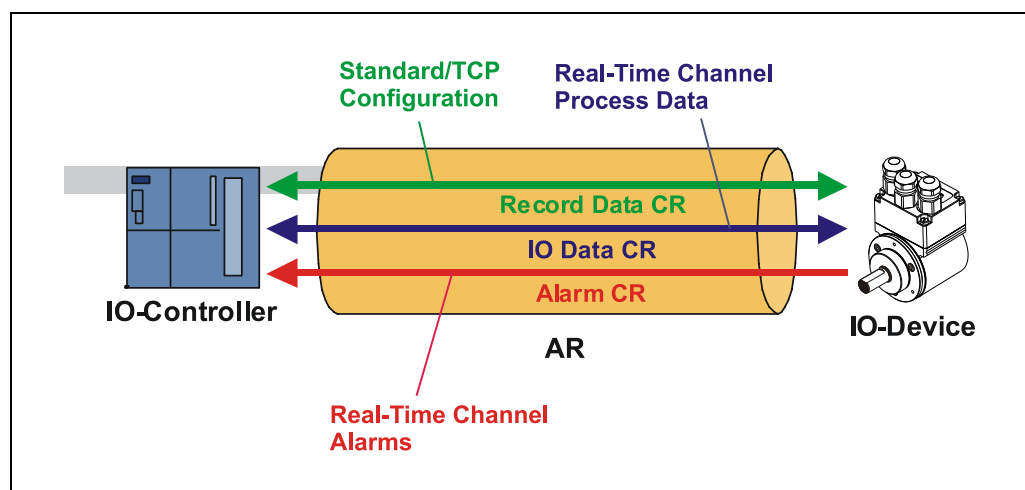 Standard/TCP
Configuration
Real-Time Channel
Process Data
Record Data CR
IO Data CR
Alarm CR
IO-Controller
IO-Device
AR
Real-Time Channel
Alarms